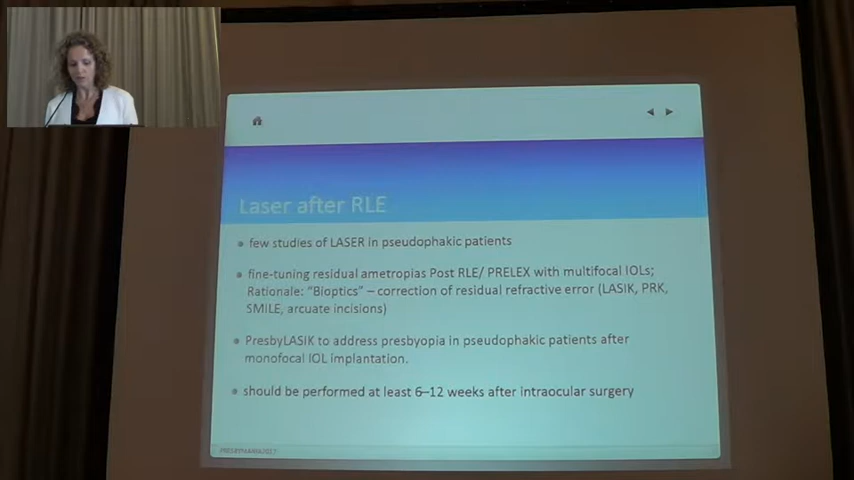 Laser after RLE
few studies of LASER in pseudophakic patients
fine-tuning residual ametropias Post RLE/ PRELEX with multifocal IOLs;
Rationale: "Bioptics" – correction of residual refractive error (LASIK, PRK,
SMILE, arcuate incisions)
PresbyLASIK to address presbyopia in pseudophakic patients after
monofocal IOL implantation.
should be performed at least 6–12 weeks after intraocular surgery